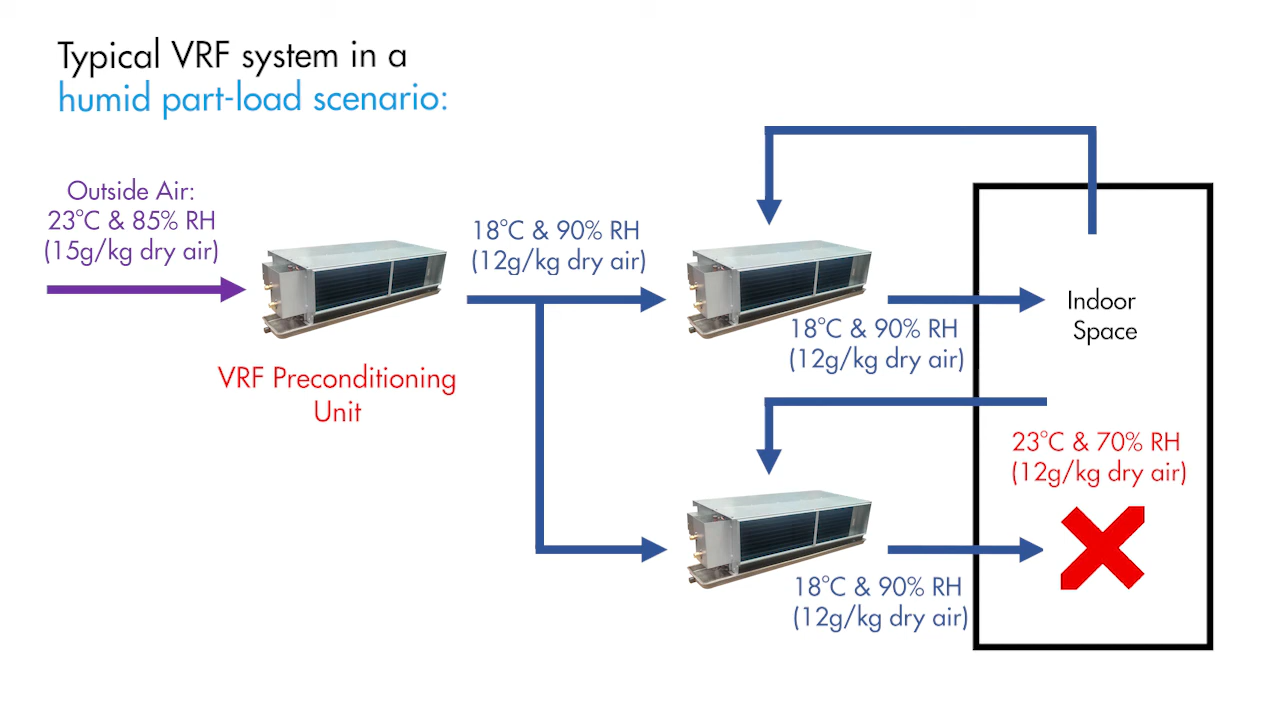 Typical VRF system in a
humid part-load scenario:
Outside Air:
23°C & 85% RH
(15g/kg dry air)
VRF Preconditioning
Unit
18°C & 90% RH
(12g/kg dry air)
18°C & 90% RH
(12g/kg dry air)
Indoor
Space
23°C & 70% RH
(12g/kg dry air)
18°C & 90% RH
(12g/kg dry air)